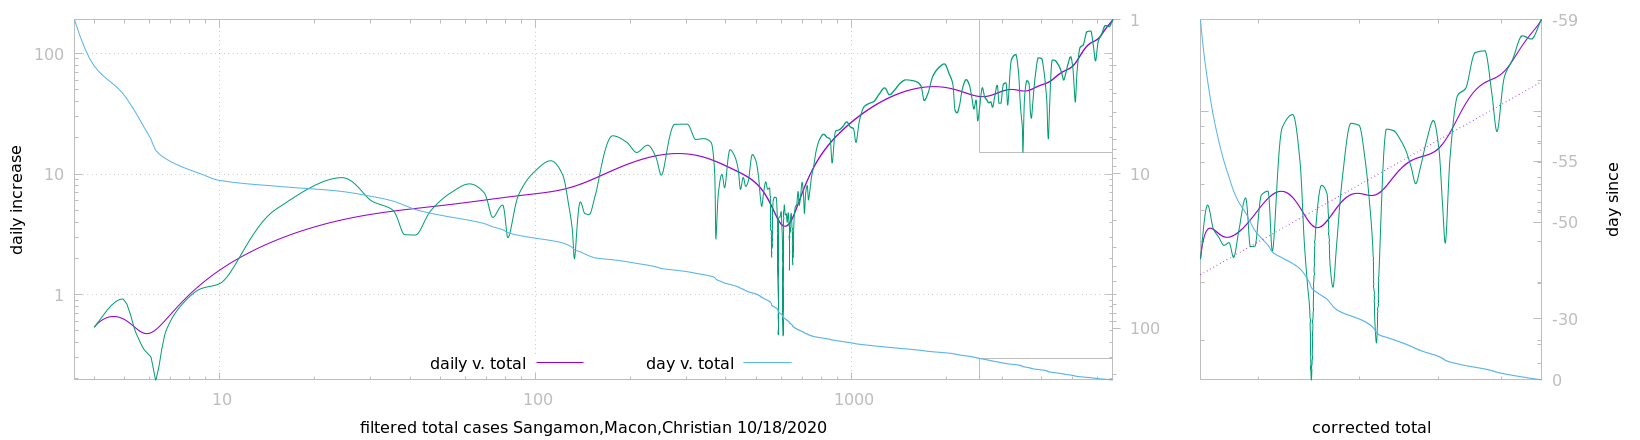 100
10
1
daily increase
10
100
1000
1
10
100
daily v. total
day v. total
filtered total cases Sangamon,Macon,Christian 10/18/2020
-59
-55
-50
-30
0
day since
corrected total